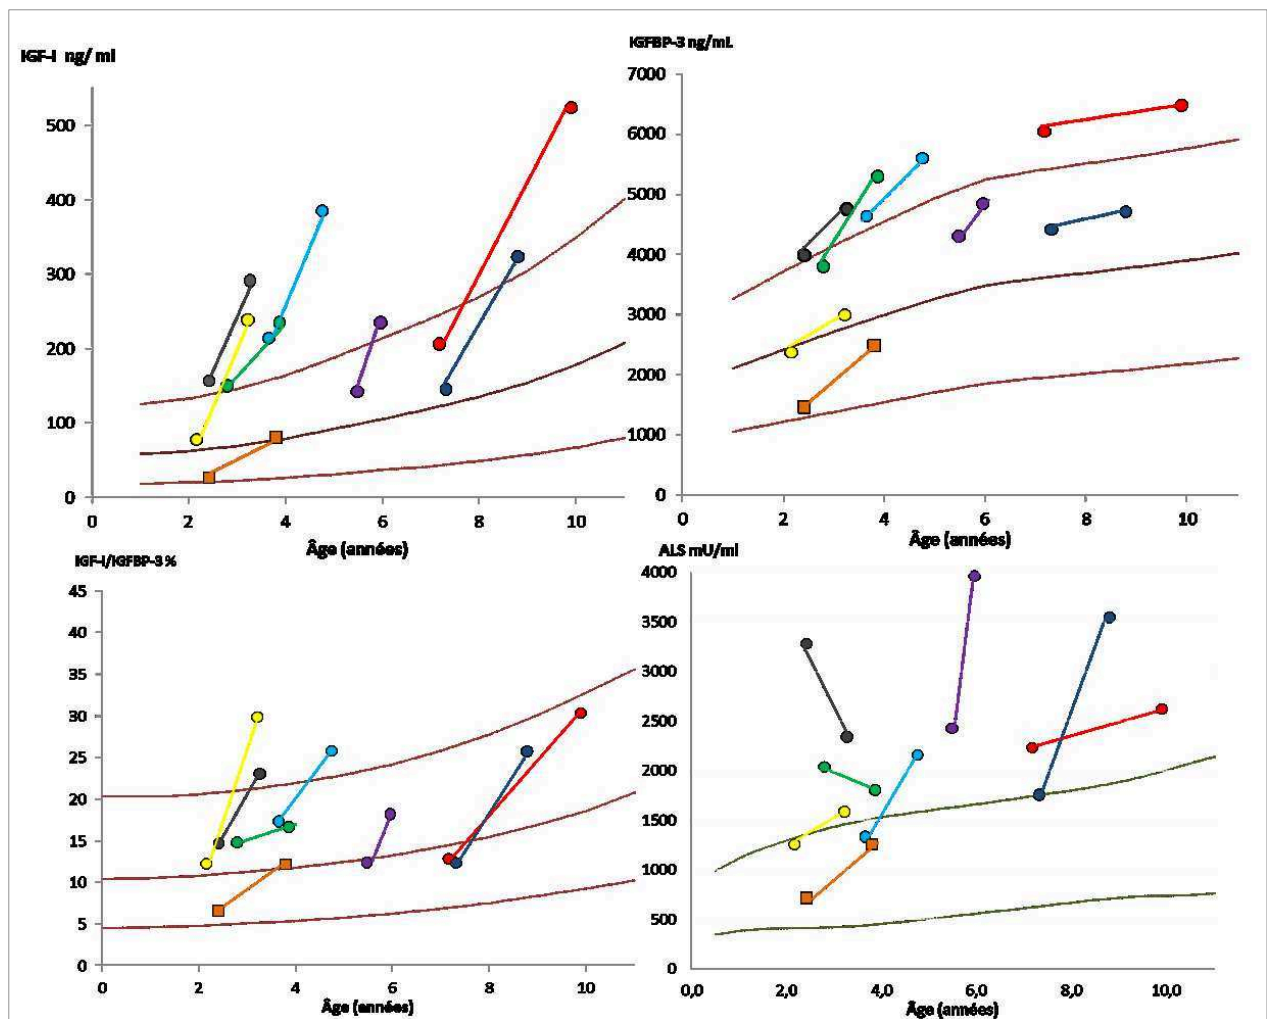 IGF-I ng/ ml
500
400
300
200
100
0
0 2 4 6 8 10
Âge (années)
IGFBP-3 ng/mL
7000
6000
5000
4000
3000
2000
1000
0
0 2 4 6 8 10
Âge (années)
IGF-I/IGFBP-3 %
45
40
35
30
25
20
15
10
5
0
0 2 4 6 8 10
Âge (années)
ALS mU/ml
4000
3500
3000
2500
2000
1500
1000
500
0
0,0 2,0 4,0 6,0 8,0 10,0
Âge (années)